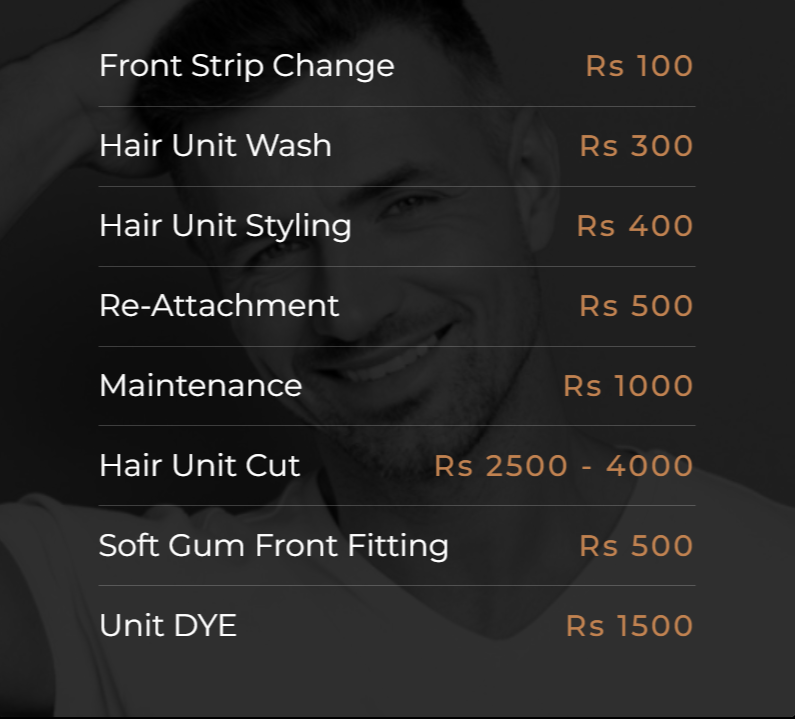 Front Strip Change Rs 100
Hair Unit Wash Rs 300
Hair Unit Styling Rs 400
Re-Attachment Rs 500
Maintenance Rs 1000
Hair Unit Cut Rs 2500 - 4000
Soft Gum Front Fitting Rs 500
Unit DYE Rs 1500